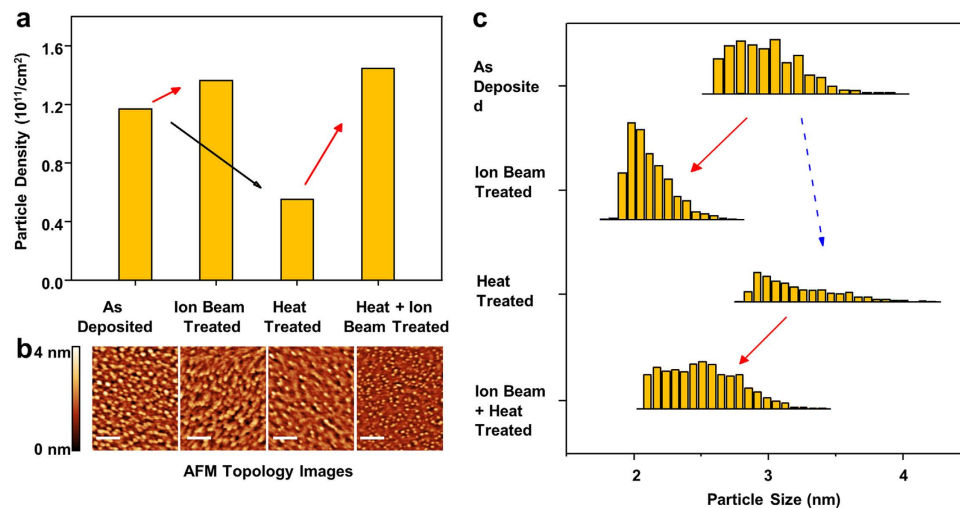 a
Particle Density (10¹¹/cm²)
1.6
1.2
0.8
0.4
0.0
As
Deposited
Ion Beam
Treated
Heat
Treated
Heat + Ion
Beam Treated
b
4 nm
0 nm
AFM Topology Images
c
As
Deposite
d
Ion Beam
Treated
Heat
Treated
Ion Beam
+ Heat
Treated
2
3
4
Particle Size (nm)